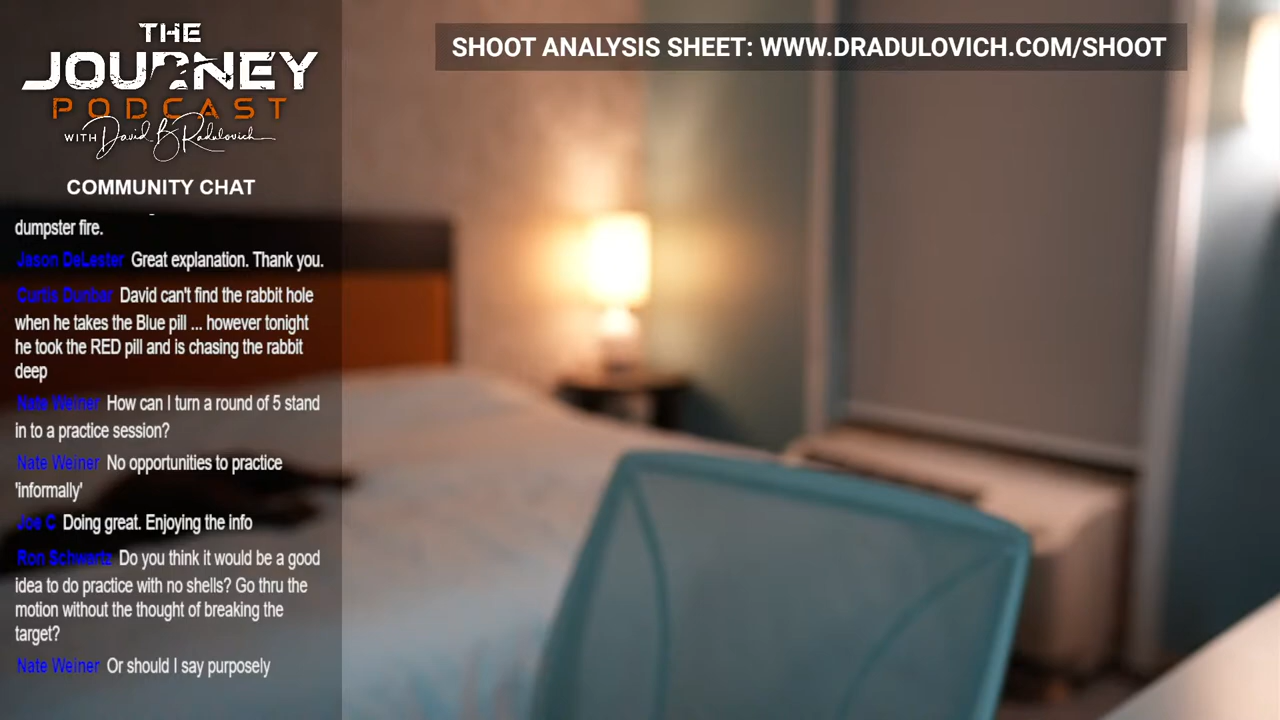 THE
JOURNEY
PODCAST
WITH David B Radulovich
SHOOT ANALYSIS SHEET: WWW.DRADULOVICH.COM/SHOOT
COMMUNITY CHAT
dumpster fire.
Jason DeLester Great explanation. Thank you.
Curtis Dunbar David can't find the rabbit hole
when he takes the Blue pill ... however tonight
he took the RED pill and is chasing the rabbit
deep
Nate Weiner How can I turn a round of 5 stand
in to a practice session?
Nate Weiner No opportunities to practice
'informally'
Joe C Doing great. Enjoying the info
Ron Schwartz Do you think it would be a good
idea to do practice with no shells? Go thru the
motion without the thought of breaking the
target?
Nate Weiner Or should I say purposely